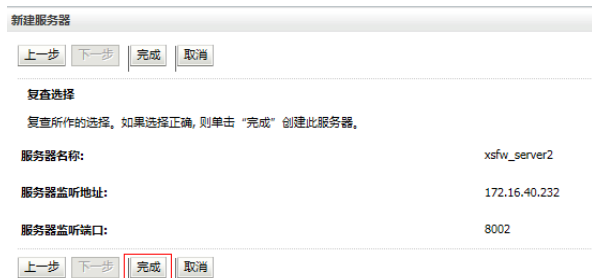 新建服务器
上一步 下一步 完成 取消
复查选择
复查所作的选择。如果选择正确, 则单击 “完成” 创建此服务器。
服务器名称: xsfw_server2
服务器监听地址: 172.16.40.232
服务器监听端口: 8002
上一步 下一步 完成 取消